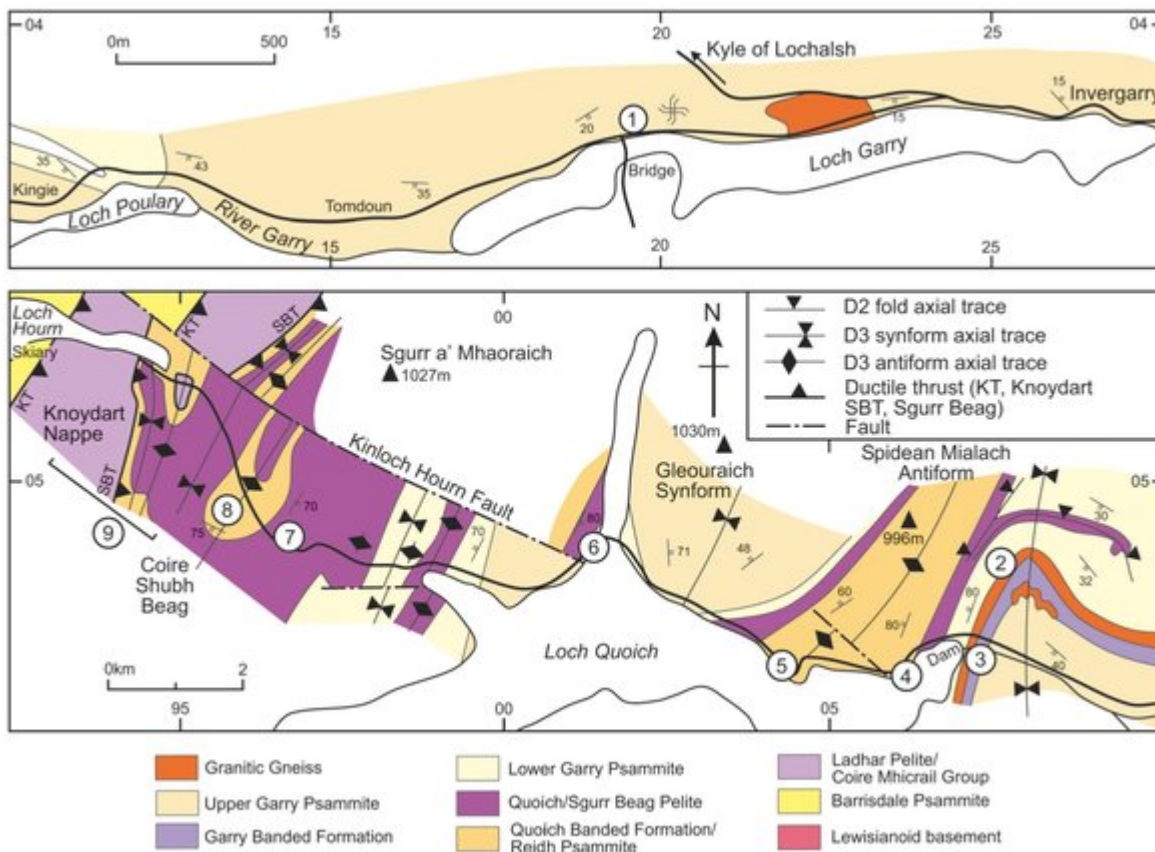 04
15
20
25
04
0m
500
Kyle of Lochalsh
15
Invergarry
20
1
15
35
43
Kingie
Bridge
Loch Garry
Loch Poulary
River Garry
Tomdoun
35
15
20
25
Loch
Hourn
Skiary
KT
SBT
00
N
D2 fold axial trace
D3 synform axial trace
D3 antiform axial trace
Ductile thrust (KT, Knoydart
SBT, Sgurr Beag)
Fault
Sgurr a' Mhaoraich
1027m
KT
Knoydart
Nappe
1030m
Spidean Mialach
Antiform
Gleouraich
Synform
Kinloch Hourn Fault
05
05
SBT
30
80
996m
70
8
7
9
75
70
6
71
48
2
32
60
80
Coire
Shubh
Beag
80
Loch Quoich
5
4
Dam
3
40
0km
2
95
00
05
Granitic Gneiss
Upper Garry Psammite
Garry Banded Formation
Lower Garry Psammite
Quoich/Sgurr Beag Pelite
Quoich Banded Formation/
Reidh Psammite
Ladhar Pelite/
Coire Mhicrail Group
Barrisdale Psammite
Lewisianoid basement